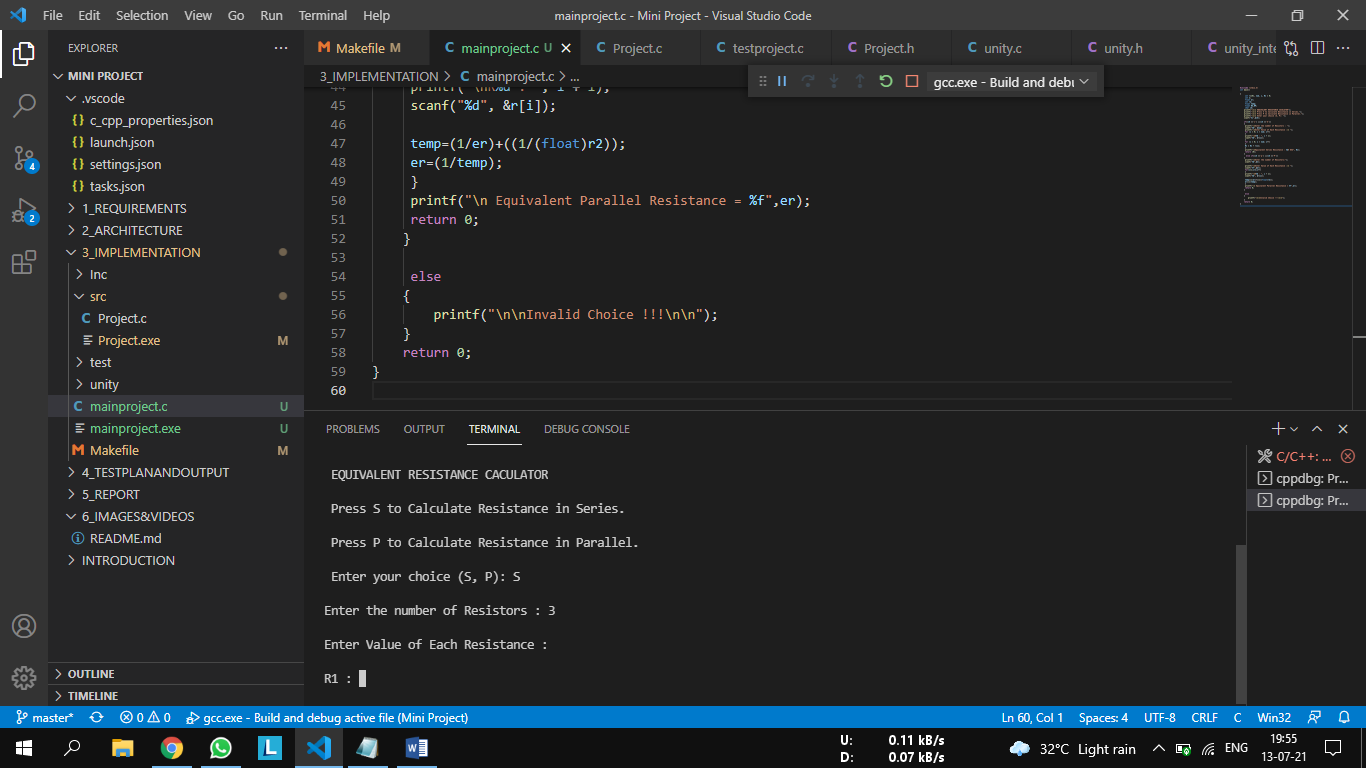 File Edit Selection View Go Run Terminal Help
mainproject.c - Mini Project - Visual Studio Code
EXPLORER
MINI PROJECT
.vscode
c_cpp_properties.json
launch.json
settings.json
tasks.json
1_REQUIREMENTS
2_ARCHITECTURE
3_IMPLEMENTATION
Inc
src
C Project.c
Project.exe M
test
unity
C mainproject.c U
mainproject.exe U
M Makefile M
4_TESTPLANANDOUTPUT
5_REPORT
6_IMAGES&VIDEOS
README.md
INTRODUCTION
OUTLINE
TIMELINE
4
2
M Makefile M
C mainproject.c U
C Project.c
C testproject.c
C Project.h
C unity.c
C unity.h
C unity_inte
3_IMPLEMENTATION > C mainproject.c > ...
gcc.exe - Build and debu
45 scanf("%d", &r[i]);
46
47 temp=(1/er)+((1/(float)r2));
48 er=(1/temp);
49 }
50 printf("\n Equivalent Parallel Resistance = %f",er);
51 return 0;
52 }
53
54 else
55 {
56 printf("\n\nInvalid Choice !!!\n\n");
57 }
58 return 0;
59 }
60
PROBLEMS OUTPUT TERMINAL DEBUG CONSOLE
EQUIVALENT RESISTANCE CACULATOR
Press S to Calculate Resistance in Series.
Press P to Calculate Resistance in Parallel.
Enter your choice (S, P): S
Enter the number of Resistors : 3
Enter Value of Each Resistance :
R1 :
C/C++: ...
cppdbg: Pr...
cppdbg: Pr...
master* 0 0 gcc.exe - Build and debug active file (Mini Project)
Ln 60, Col 1 Spaces: 4 UTF-8 CRLF C Win32
L
W
U: 0.11 kB/s
D: 0.07 kB/s
32°C Light rain
ENG
19:55
13-07-21